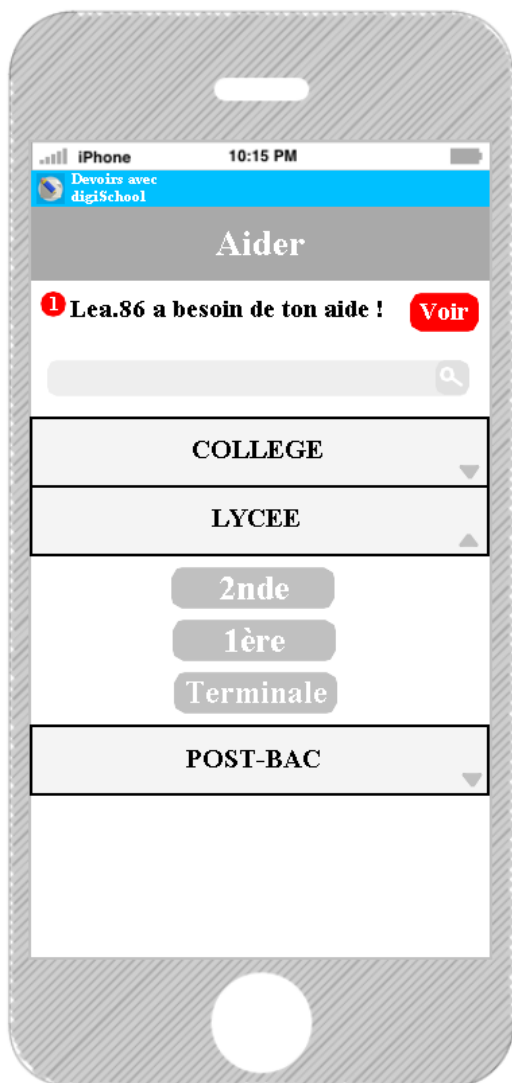 iPhone 10:15 PM
Devoirs avec
digiSchool
Aider
1 Lea.86 a besoin de ton aide ! Voir
COLLEGE
LYCEE
2nde
1ère
Terminale
POST-BAC